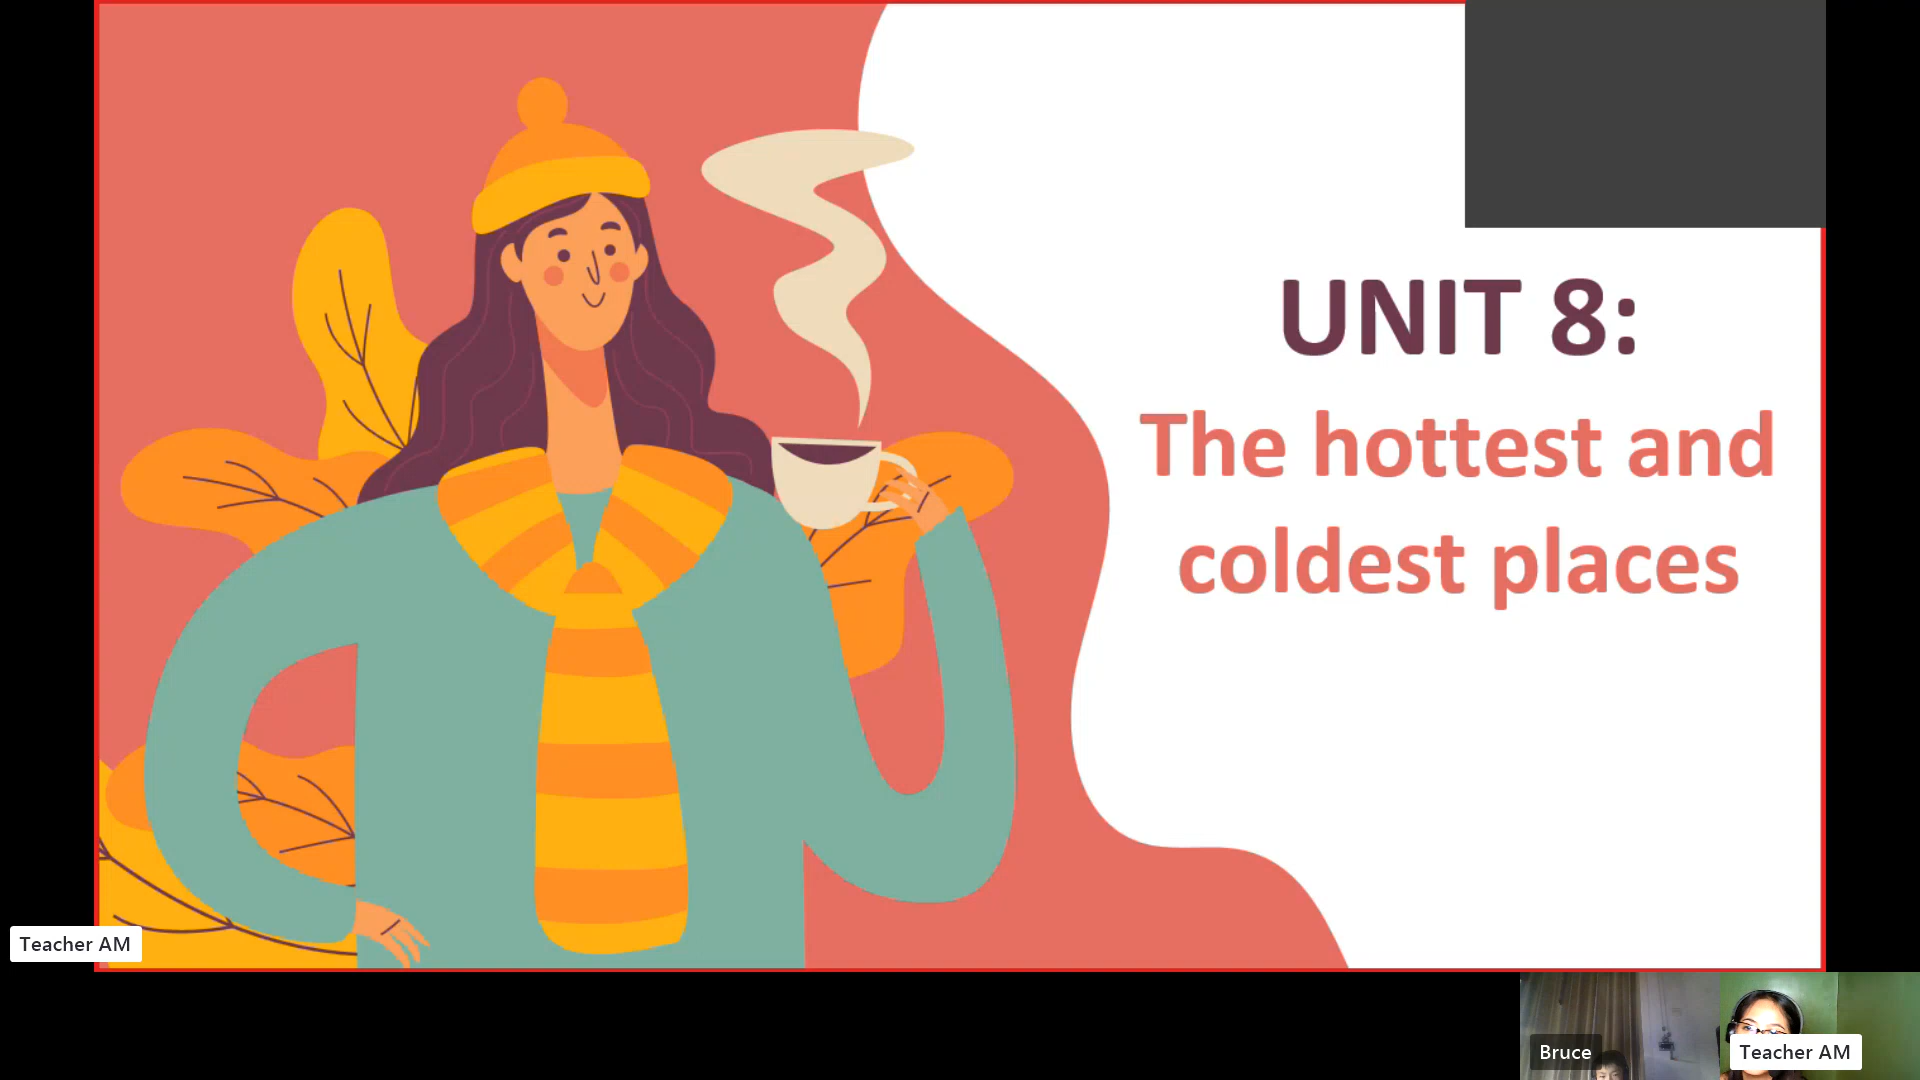 UNIT 8:
The hottest and
coldest places
Teacher AM
Bruce
Teacher AM